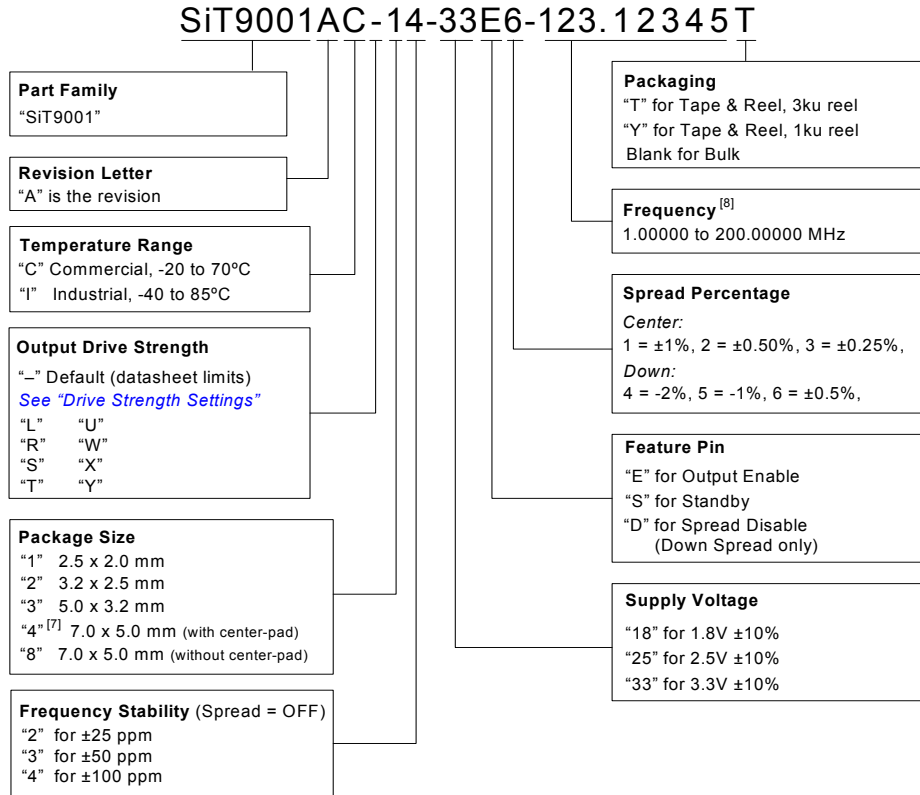 SiT9001AC-14-33E6-123.12345T
Part Family
“SiT9001”
Revision Letter
“A” is the revision
Temperature Range
“C” Commercial, -20 to 70ºC
“I” Industrial, -40 to 85ºC
Output Drive Strength
“–” Default (datasheet limits)
See “Drive Strength Settings”
“L” “U”
“R” “W”
“S” “X”
“T” “Y”
Package Size
“1” 2.5 x 2.0 mm
“2” 3.2 x 2.5 mm
“3” 5.0 x 3.2 mm
“4” [7] 7.0 x 5.0 mm (with center-pad)
“8” 7.0 x 5.0 mm (without center-pad)
Frequency Stability (Spread = OFF)
“2” for ±25 ppm
“3” for ±50 ppm
“4” for ±100 ppm
Packaging
“T” for Tape & Reel, 3ku reel
“Y” for Tape & Reel, 1ku reel
Blank for Bulk
Frequency [8]
1.00000 to 200.00000 MHz
Spread Percentage
Center:
1 = ±1%, 2 = ±0.50%, 3 = ±0.25%,
Down:
4 = -2%, 5 = -1%, 6 = ±0.5%,
Feature Pin
“E” for Output Enable
“S” for Standby
“D” for Spread Disable
(Down Spread only)
Supply Voltage
“18” for 1.8V ±10%
“25” for 2.5V ±10%
“33” for 3.3V ±10%